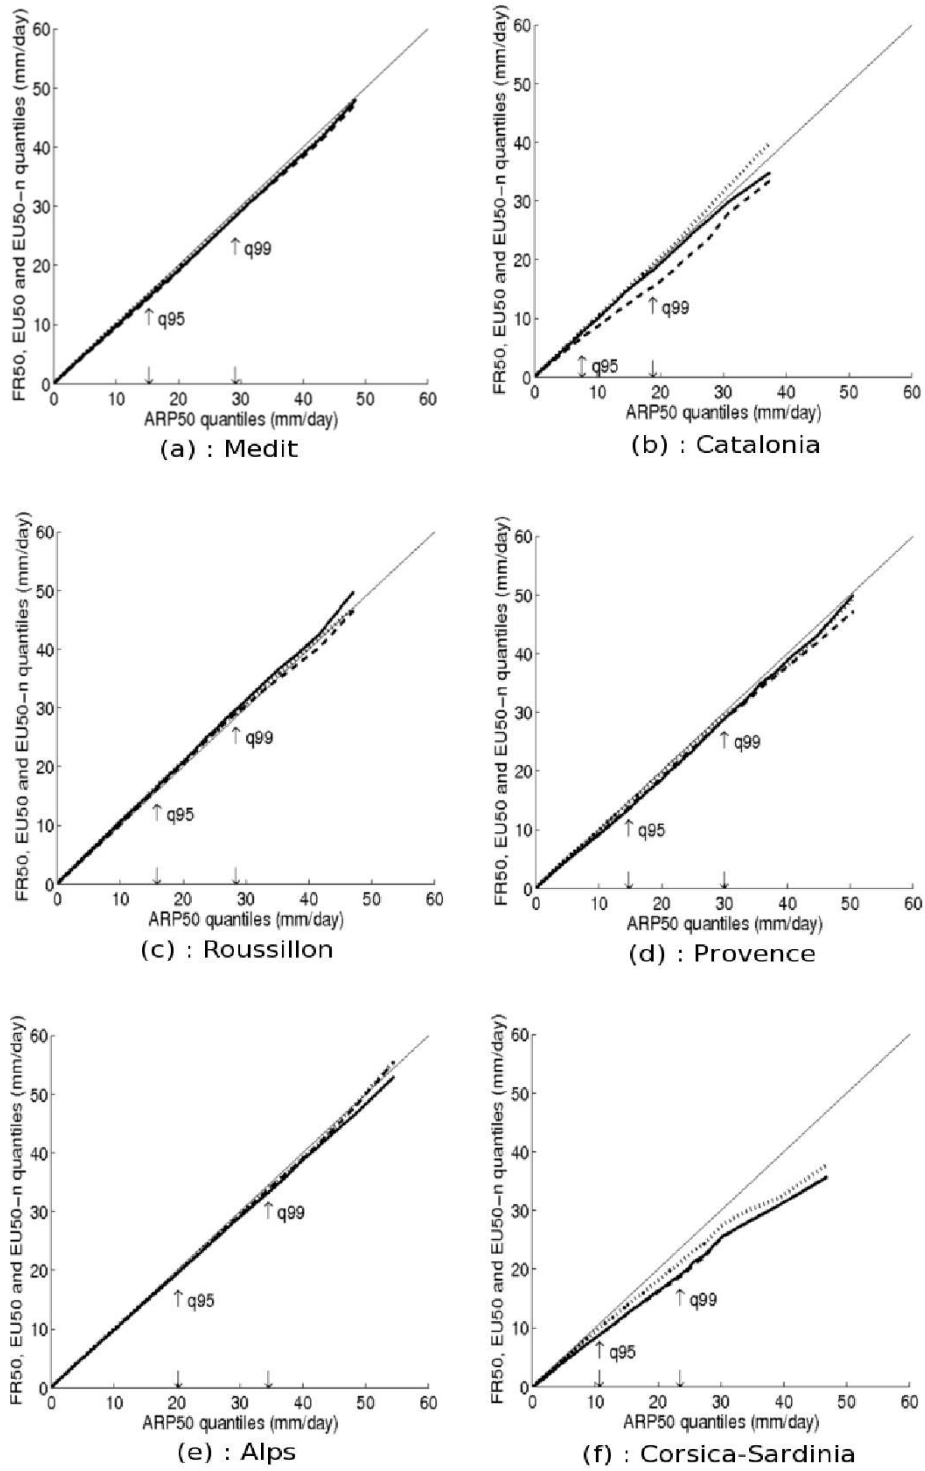 FR50, EU50 and EU50-n quantiles (mm/day)
60
50
40
30
20
10
0
↑ q99
↑ q95
0 10 20 30 40 50 60
ARP50 quantiles (mm/day)
(a) : Medit
FR50, EU50 and EU50-n quantiles (mm/day)
60
50
40
30
20
10
0
↑ q99
↑ q95
0 10 20 30 40 50 60
ARP50 quantiles (mm/day)
(b) : Catalonia
FR50, EU50 and EU50-n quantiles (mm/day)
60
50
40
30
20
10
0
↑ q99
↑ q95
0 10 20 30 40 50 60
ARP50 quantiles (mm/day)
(c) : Roussillon
FR50, EU50 and EU50-n quantiles (mm/day)
60
50
40
30
20
10
0
↑ q99
↑ q95
0 10 20 30 40 50 60
ARP50 quantiles (mm/day)
(d) : Provence
FR50, EU50 and EU50-n quantiles (mm/day)
60
50
40
30
20
10
0
↑ q99
↑ q95
0 10 20 30 40 50 60
ARP50 quantiles (mm/day)
(e) : Alps
FR50, EU50 and EU50-n quantiles (mm/day)
60
50
40
30
20
10
0
↑ q99
↑ q95
0 10 20 30 40 50 60
ARP50 quantiles (mm/day)
(f) : Corsica-Sardinia